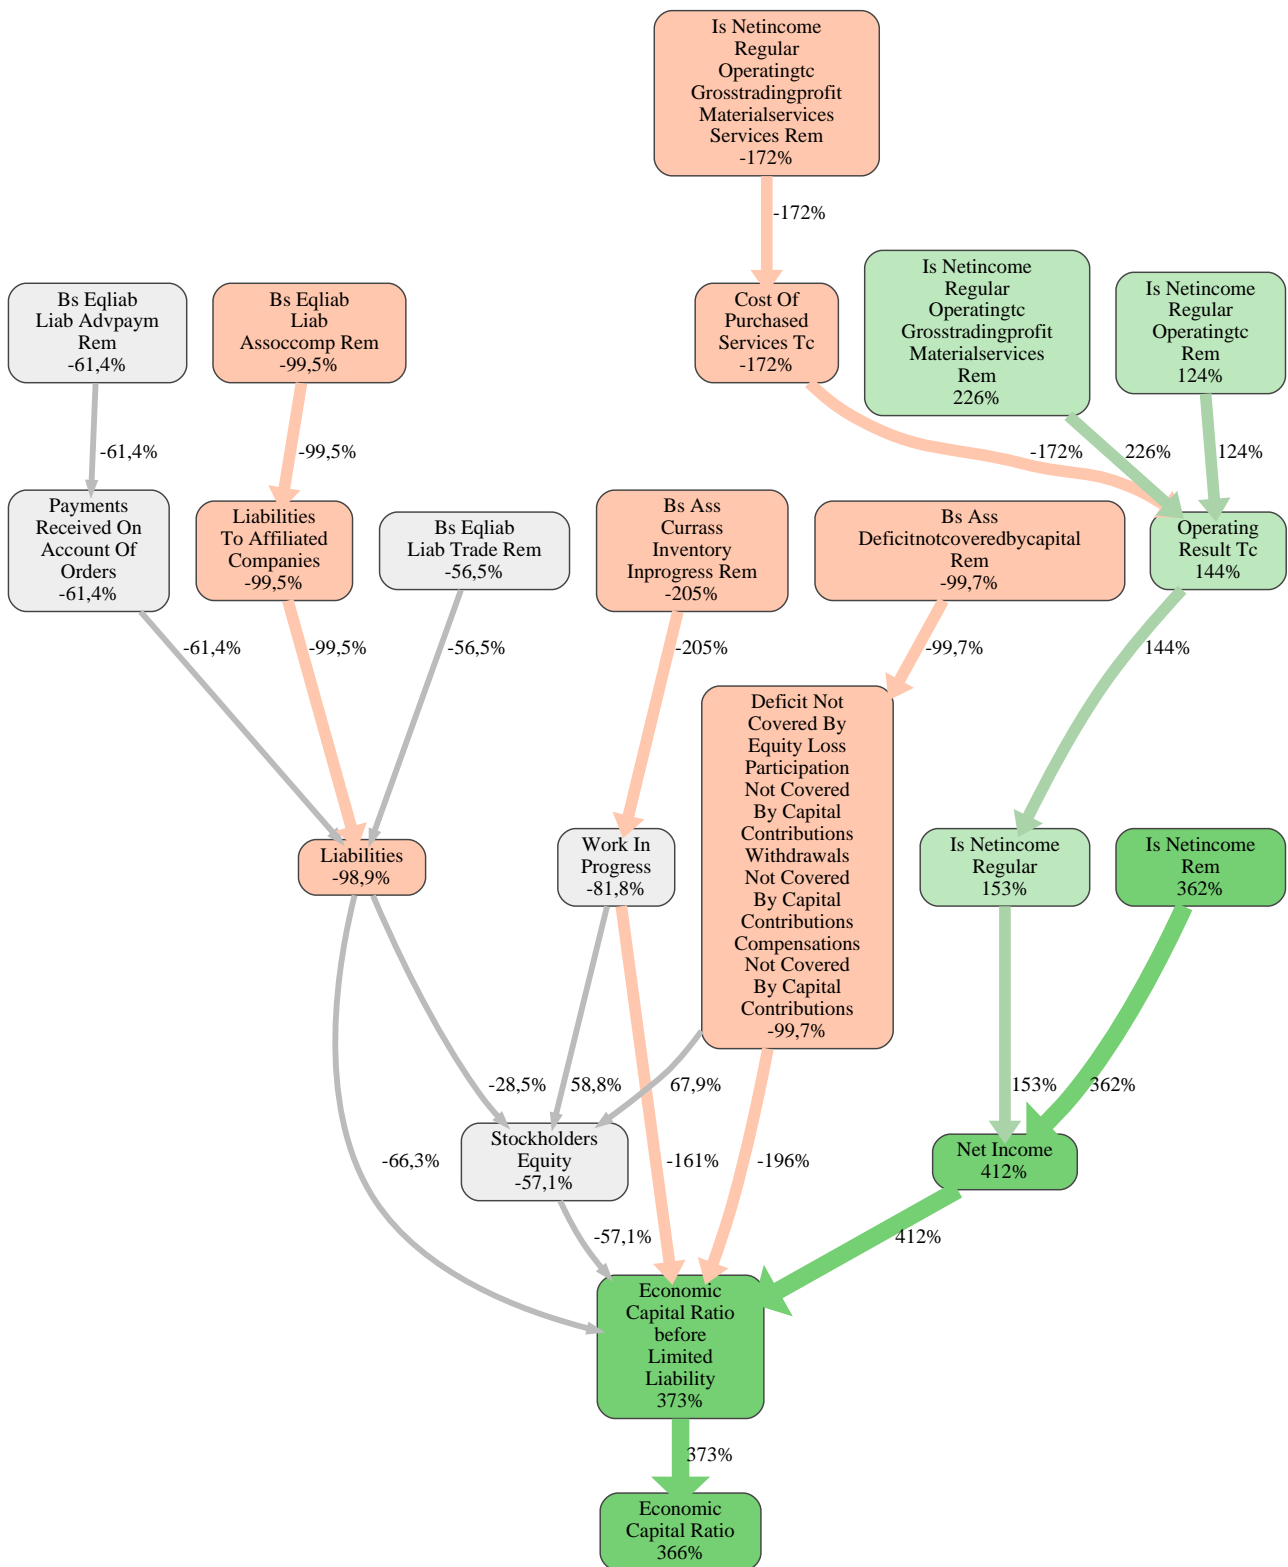 Is Netincome
Regular
Operatingtc
Grosstradingprofit
Materialservices
Services Rem
-172%
-172%
Bs Eqliab
Liab Advpaym
Rem
-61,4%
Bs Eqliab
Liab
Assoccomp Rem
-99,5%
Cost Of
Purchased
Services Tc
-172%
Is Netincome
Regular
Operatingtc
Grosstradingprofit
Materialservices
Rem
226%
Is Netincome
Regular
Operatingtc
Rem
124%
-61,4%
-99,5%
-172%
226%
124%
Payments
Received On
Account Of
Orders
-61,4%
Liabilities
To Affiliated
Companies
-99,5%
Bs Eqliab
Liab Trade Rem
-56,5%
Bs Ass
Currass
Inventory
Inprogress Rem
-205%
Bs Ass
Deficitnotcoveredbycapital
Rem
-99,7%
Operating
Result Tc
144%
-61,4%
-99,5%
-56,5%
-205%
-99,7%
144%
Liabilities
-98,9%
Work In
Progress
-81,8%
Deficit Not
Covered By
Equity Loss
Participation
Not Covered
By Capital
Contributions
Withdrawals
Not Covered
By Capital
Contributions
Compensations
Not Covered
By Capital
Contributions
-99,7%
Is Netincome
Regular
153%
Is Netincome
Rem
362%
-28,5%
58,8%
67,9%
153%
362%
Stockholders
Equity
-57,1%
Net Income
412%
-66,3%
-161%
-196%
-57,1%
412%
Economic
Capital Ratio
before
Limited
Liability
373%
373%
Economic
Capital Ratio
366%